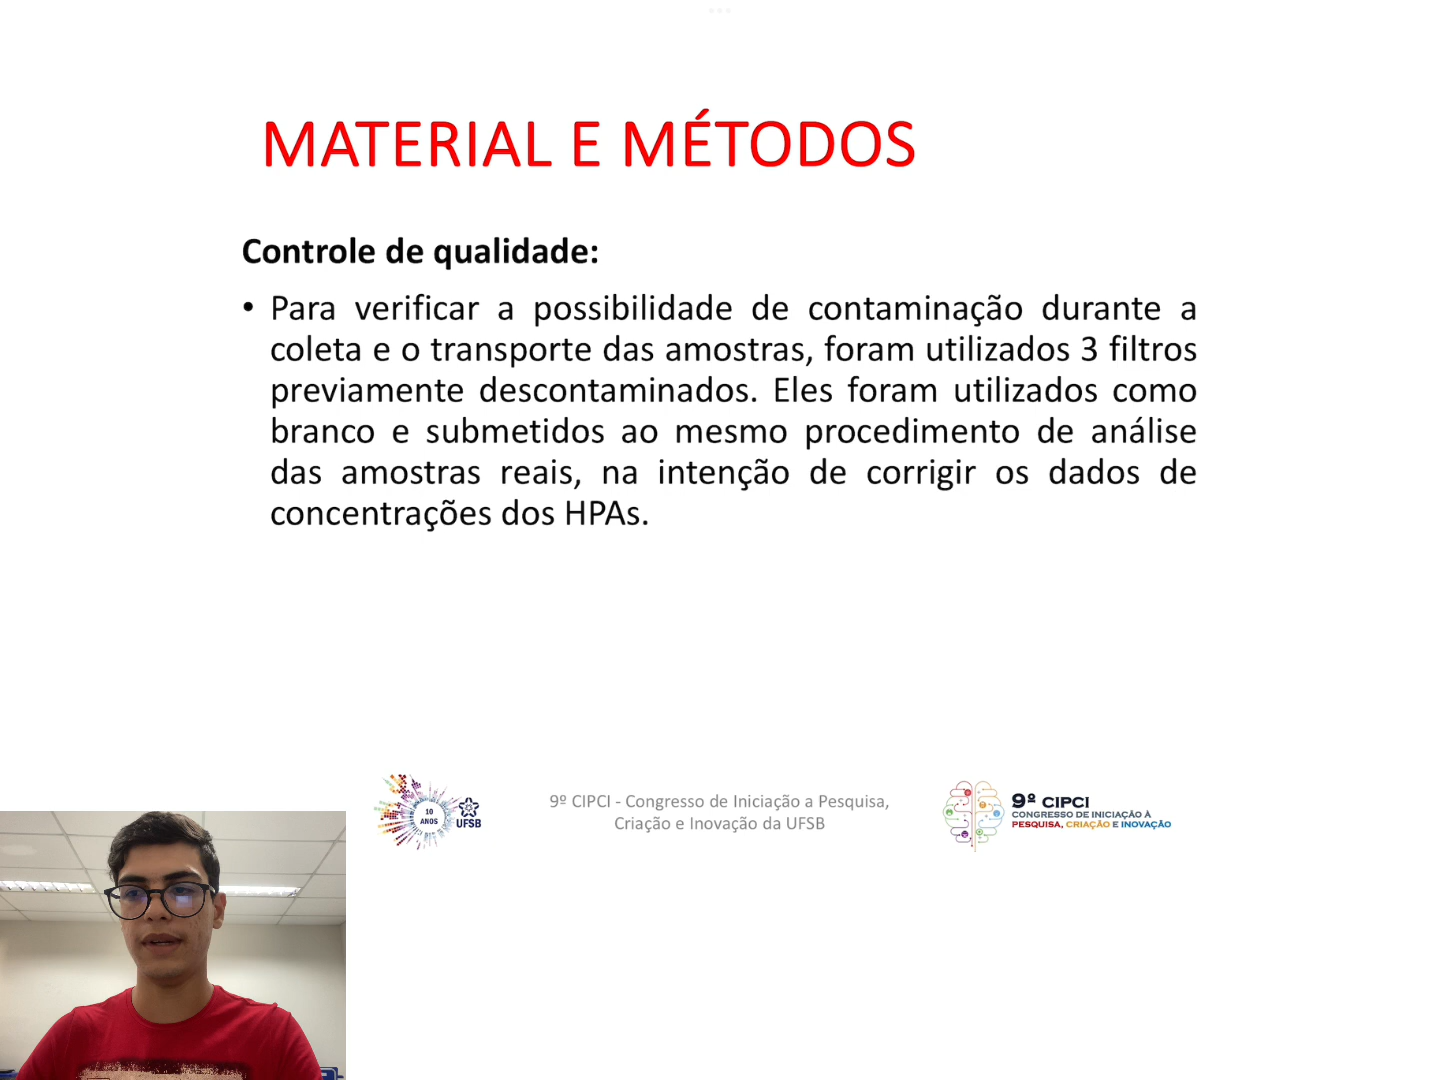 MATERIAL E MÉTODOS
Controle de qualidade:
• Para verificar a possibilidade de contaminação durante a
coleta e o transporte das amostras, foram utilizados 3 filtros
previamente descontaminados. Eles foram utilizados como
branco e submetidos ao mesmo procedimento de análise
das amostras reais, na intenção de corrigir os dados de
concentrações dos HPAs.
10
ANOS
UFSB
9º CIPCI - Congresso de Iniciação a Pesquisa,
Criação e Inovação da UFSB
9º CIPCI
CONGRESSO DE INICIAÇÃO À
PESQUISA, CRIAÇÃO E INOVAÇÃO